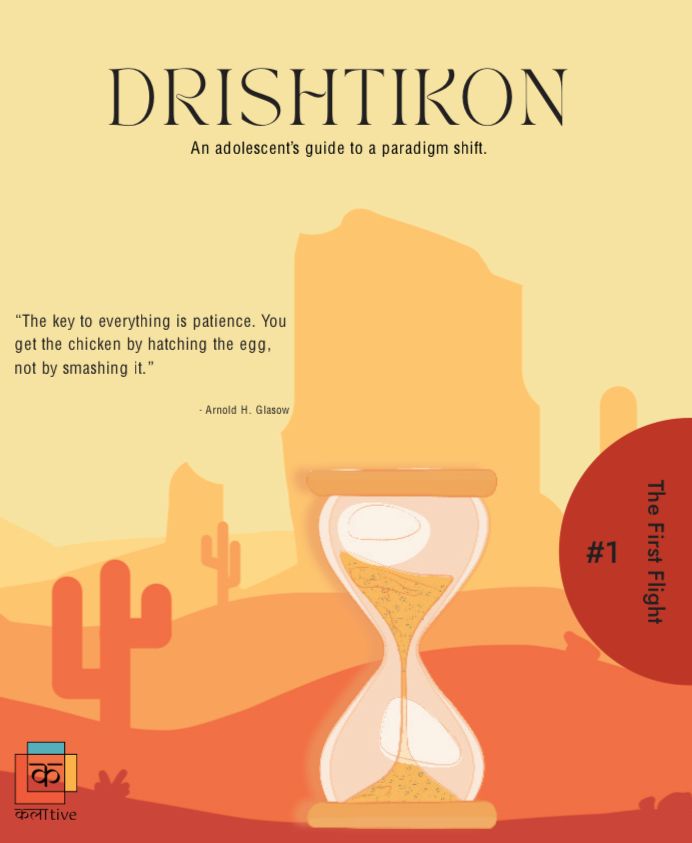 DRISHTIKON
An adolescent's guide to a paradigm shift.
“The key to everything is patience. You
get the chicken by hatching the egg,
not by smashing it.”
- Arnold H. Glasow
#1
The First Flight
क
कलाtive